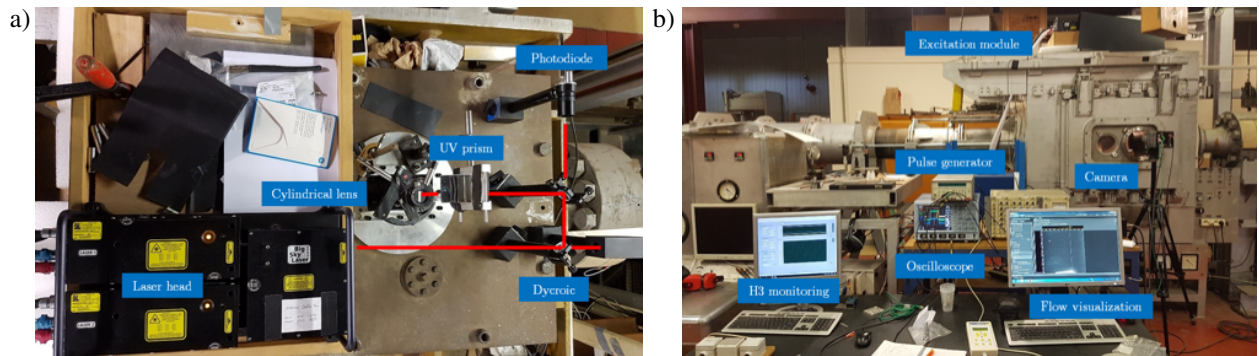 a)
Photodiode
UV prism
Cylindrical lens
Big
Sky
Laser
Laser head
Dycroic
b)
Excitation module
Pulse generator
Camera
Oscilloscope
H3 monitoring
Flow visualization